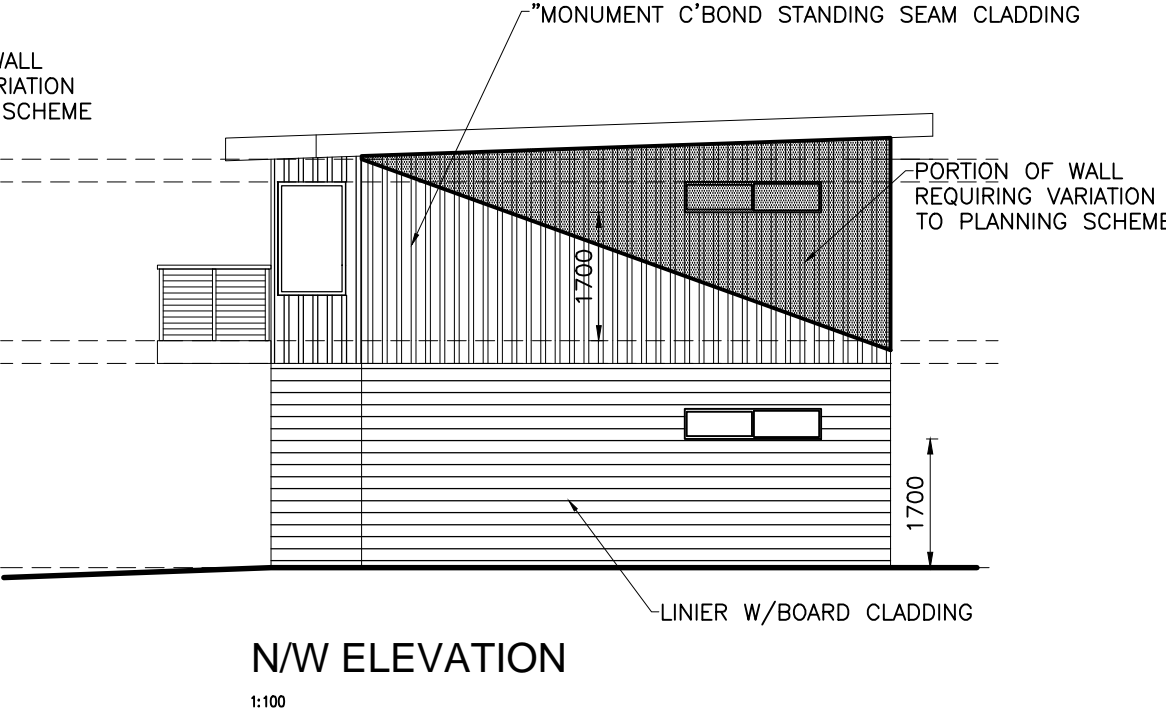 "MONUMENT C'BOND STANDING SEAM CLADDING
WALL
RIATION
SCHEME
PORTION OF WALL
REQUIRING VARIATION
TO PLANNING SCHEME
1700
1700
LINIER W/BOARD CLADDING
N/W ELEVATION
1:100